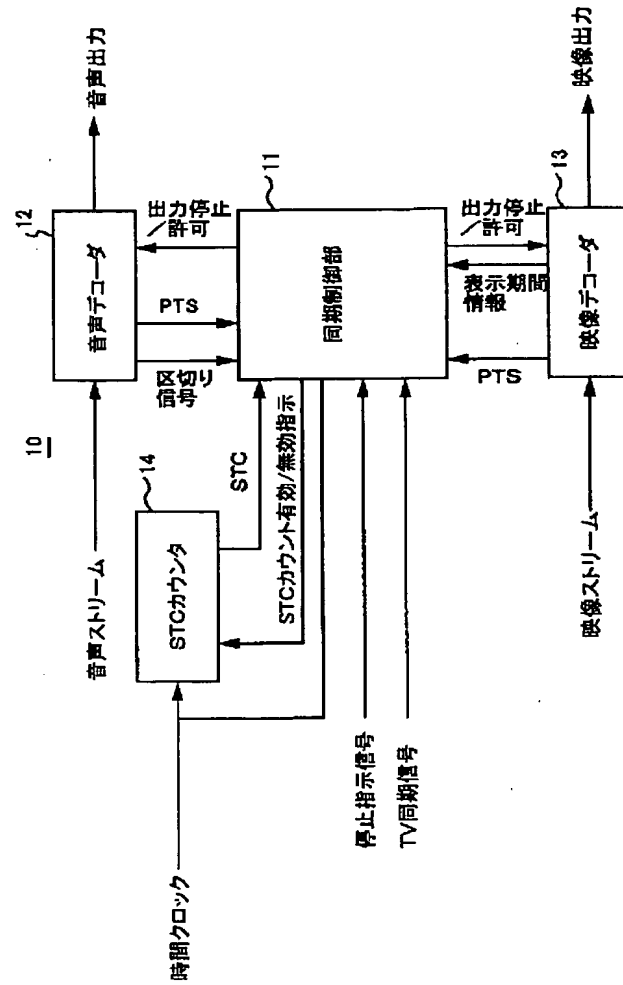 10
音声ストリーム
12
音声デコーダ
音声出力
区切り
信号
PTS
出力停止
/許可
14
STCカウンタ
STC
STCカウント有効/無効指示
時間クロック
11
同期制御部
停止指示信号
TV同期信号
PTS
表示期間
情報
出力停止
/許可
13
映像デコーダ
映像ストリーム
映像出力